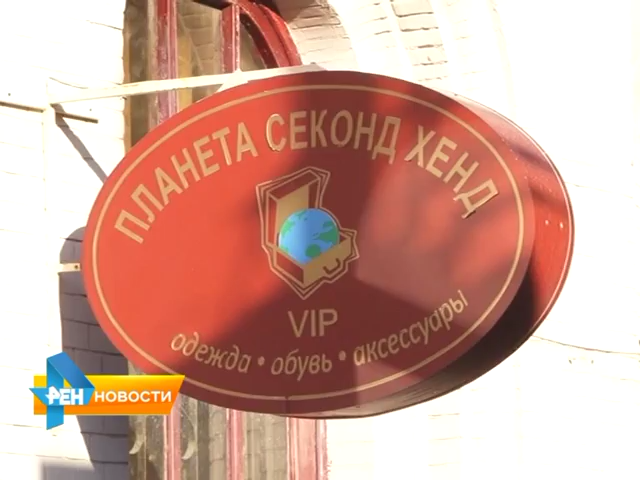 ПЛАНЕТА СЕКОНД ХЕНД
VIP
одежда • обувь • аксессуары
РЕН НОВОСТИ